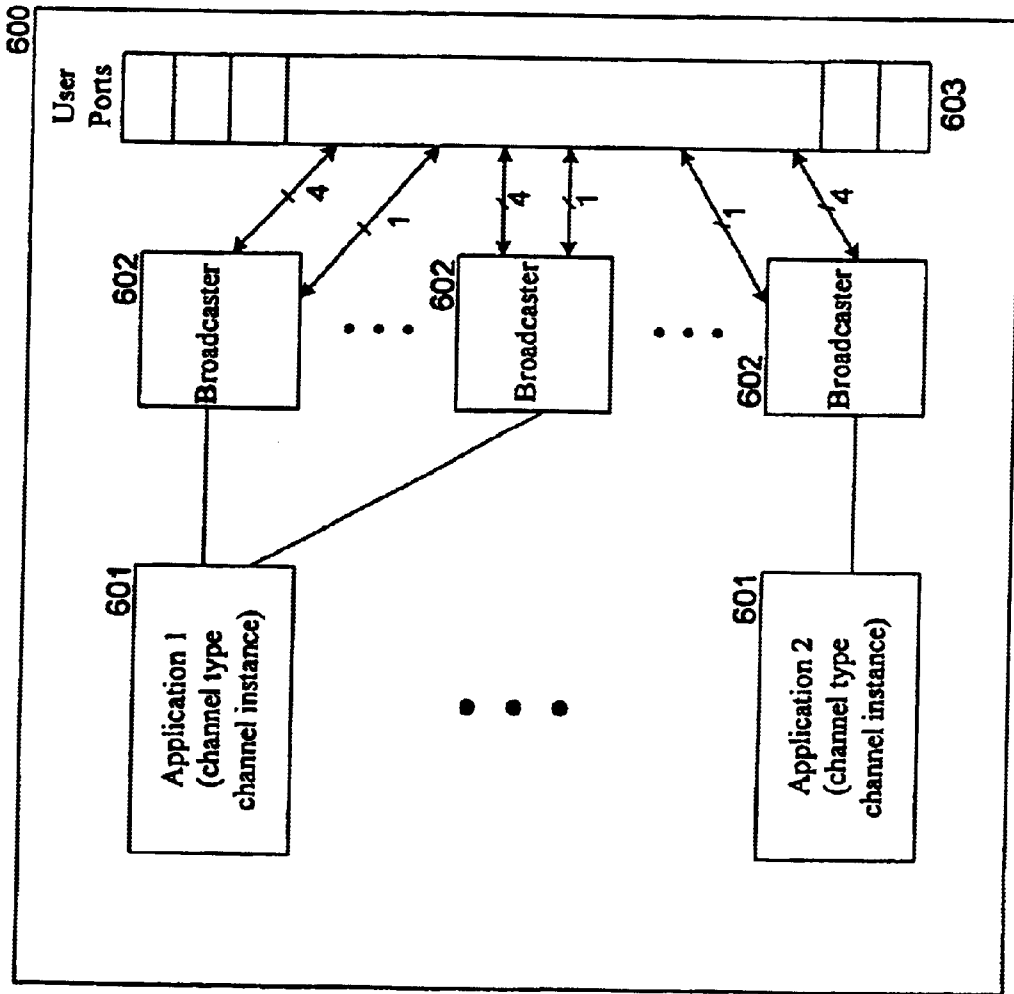 600
User
Ports
603
4
1
4
1
1
4
602
Broadcaster
602
Broadcaster
602
Broadcaster
601
Application 1
(channel type
channel instance)
601
Application 2
(channel type
channel instance)